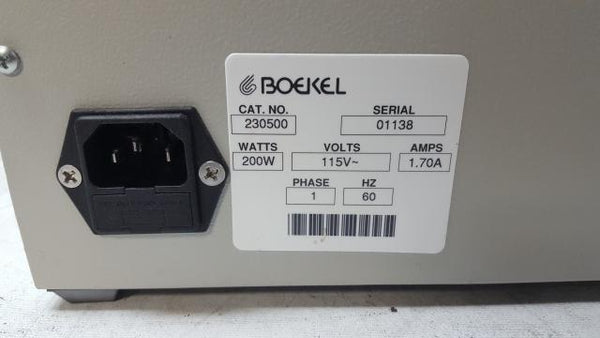 BOEKEL
CAT. NO. SERIAL
230500 01138
WATTS VOLTS AMPS
200W 115V~ 1.70A
PHASE HZ
1 60